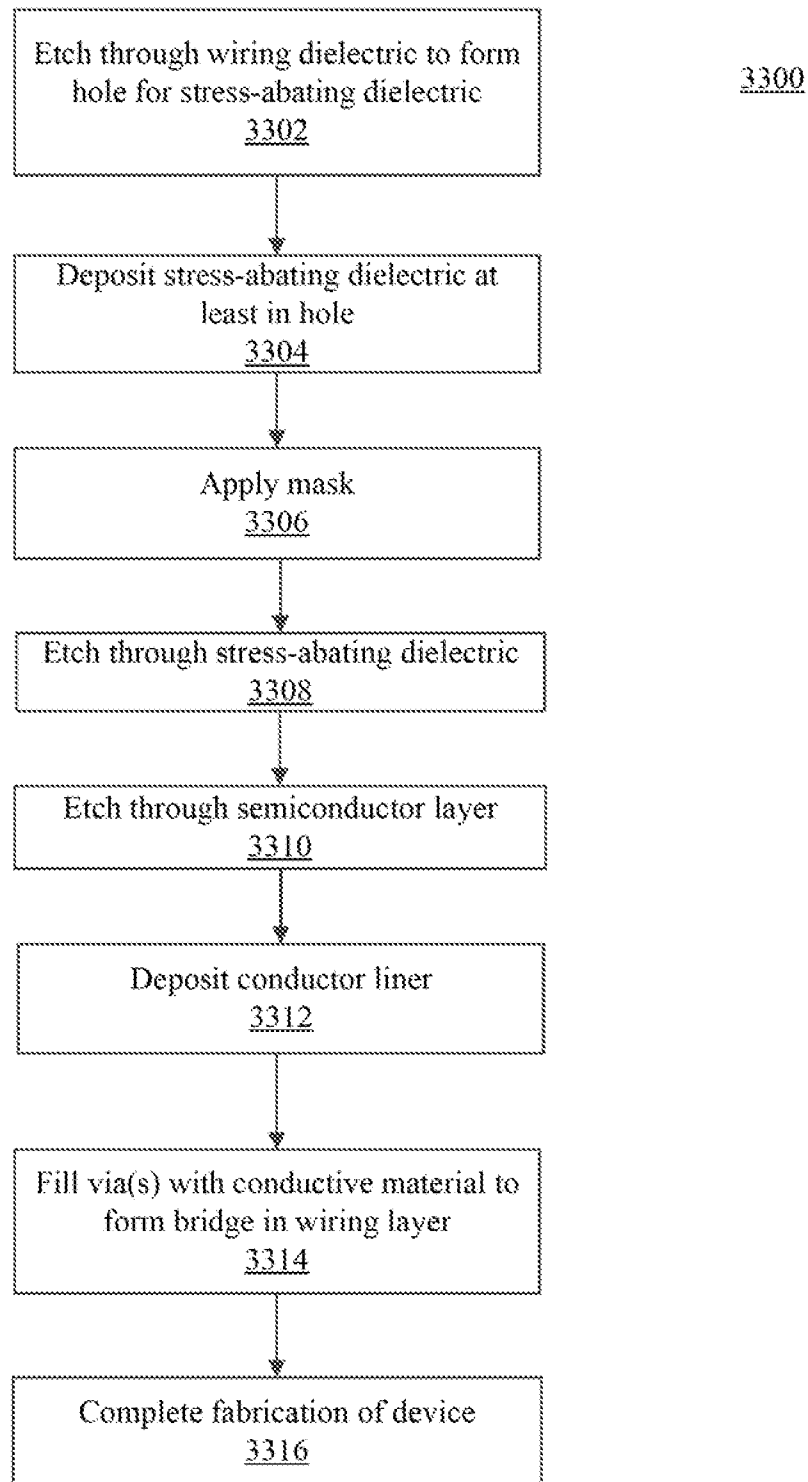 Etch through wiring dielectric to form
hole for stress-abating dielectric
3302
3300
Deposit stress-abating dielectric at
least in hole
3304
Apply mask
3306
Etch through stress-abating dielectric
3308
Etch through semiconductor layer
3310
Deposit conductor liner
3312
Fill via(s) with conductive material to
form bridge in wiring layer
3314
Complete fabrication of device
3316